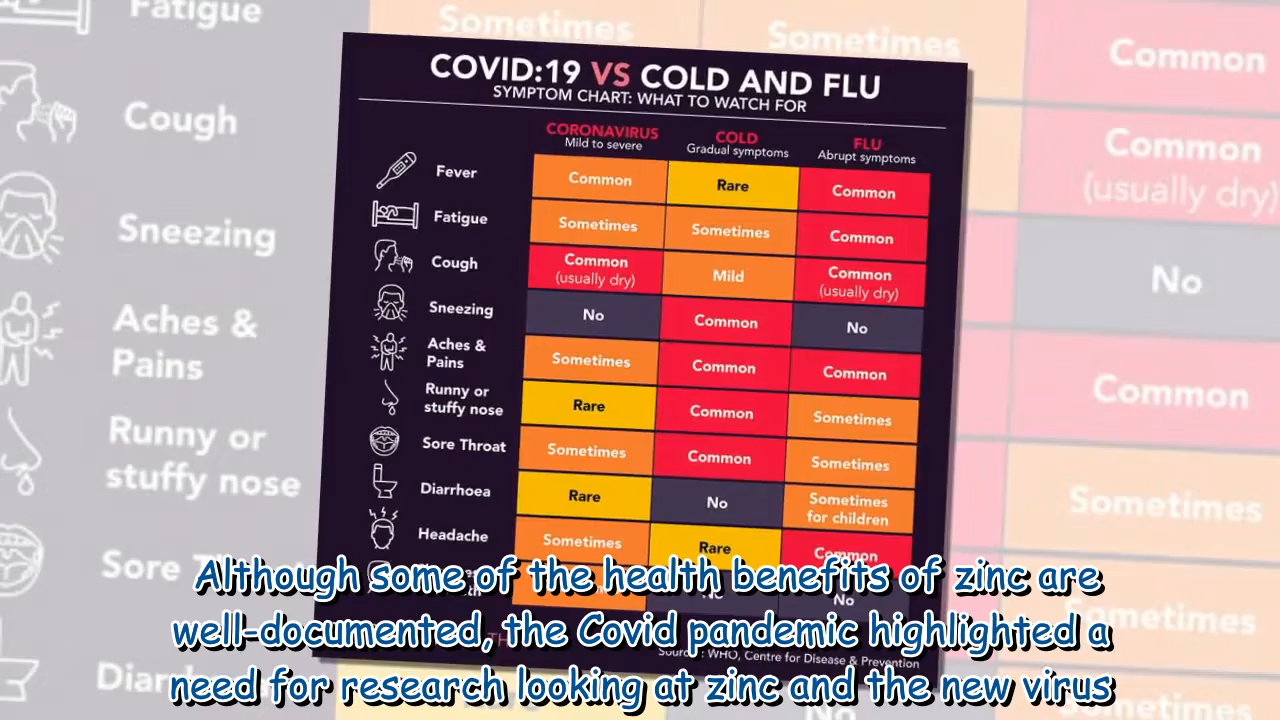 Fatigue
Sometimes
Sometimes
Common
Cough
Common
(usually dry)
Sneezing
No
Aches &
Pains
Common
Runny or
stuffy nose
Sometimes
Sore
Sometimes
No
Sometimes
COVID:19 VS COLD AND FLU
SYMPTOM CHART: WHAT TO WATCH FOR
CORONAVIRUS COLD FLU
Mild to severe Gradual symptoms Abrupt symptoms
Fever Common Rare Common
Fatigue Sometimes Sometimes Common
Cough Common (usually dry) Mild Common (usually dry)
Sneezing No Common No
Aches & Pains Sometimes Common Common
Runny or stuffy nose Rare Common Sometimes
Sore Throat Sometimes Common Sometimes
Diarrhoea Rare No Sometimes for children
Headache Sometimes Rare Common
No No
Source : WHO, Centre for Disease & Prevention
Although some of the health benefits of zinc are
well-documented, the Covid pandemic highlighted a
need for research looking at zinc and the new virus